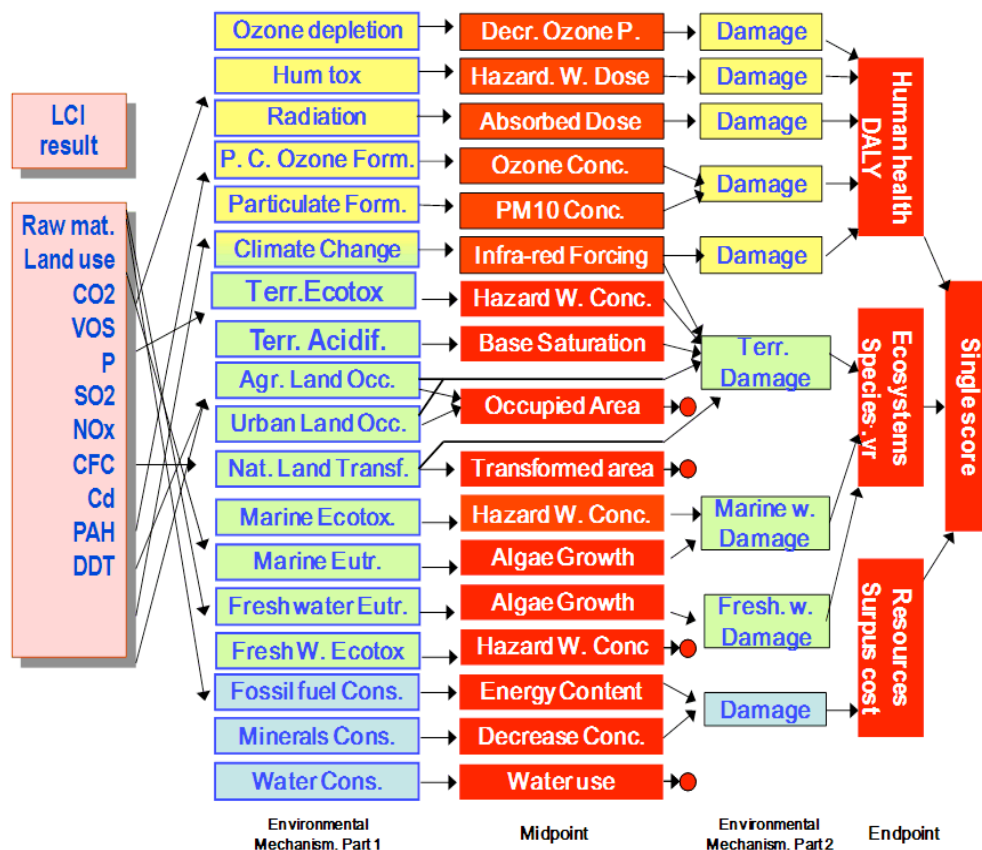 LCI
result
Raw mat.
Land use
CO2
VOS
P
SO2
NOx
CFC
Cd
PAH
DDT
Ozone depletion
Hum tox
Radiation
P. C. Ozone Form.
Particulate Form.
Climate Change
Terr.Ecotox
Terr. Acidif.
Agr. Land Occ.
Urban Land Occ.
Nat. Land Transf.
Marine Ecotox.
Marine Eutr.
Freshwater Eutr.
Fresh W. Ecotox
Fossil fuel Cons.
Minerals Cons.
Water Cons.
Environmental
Mechanism. Part 1
Decr. Ozone P.
Hazard. W. Dose
Absorbed Dose
Ozone Conc.
PM10 Conc.
Infra-red Forcing
Hazard W. Conc.
Base Saturation
Occupied Area
Transformed area
Hazard W. Conc.
Algae Growth
Algae Growth
Hazard W. Conc
Energy Content
Decrease Conc.
Water use
Midpoint
Damage
Damage
Damage
Damage
Damage
Terr.
Damage
Marine w.
Damage
Fresh. w.
Damage
Damage
Environmental
Mechanism. Part 2
Human health
DALY
Ecosystems
Species.yr
Resources
Surpus cost
Endpoint
Single score